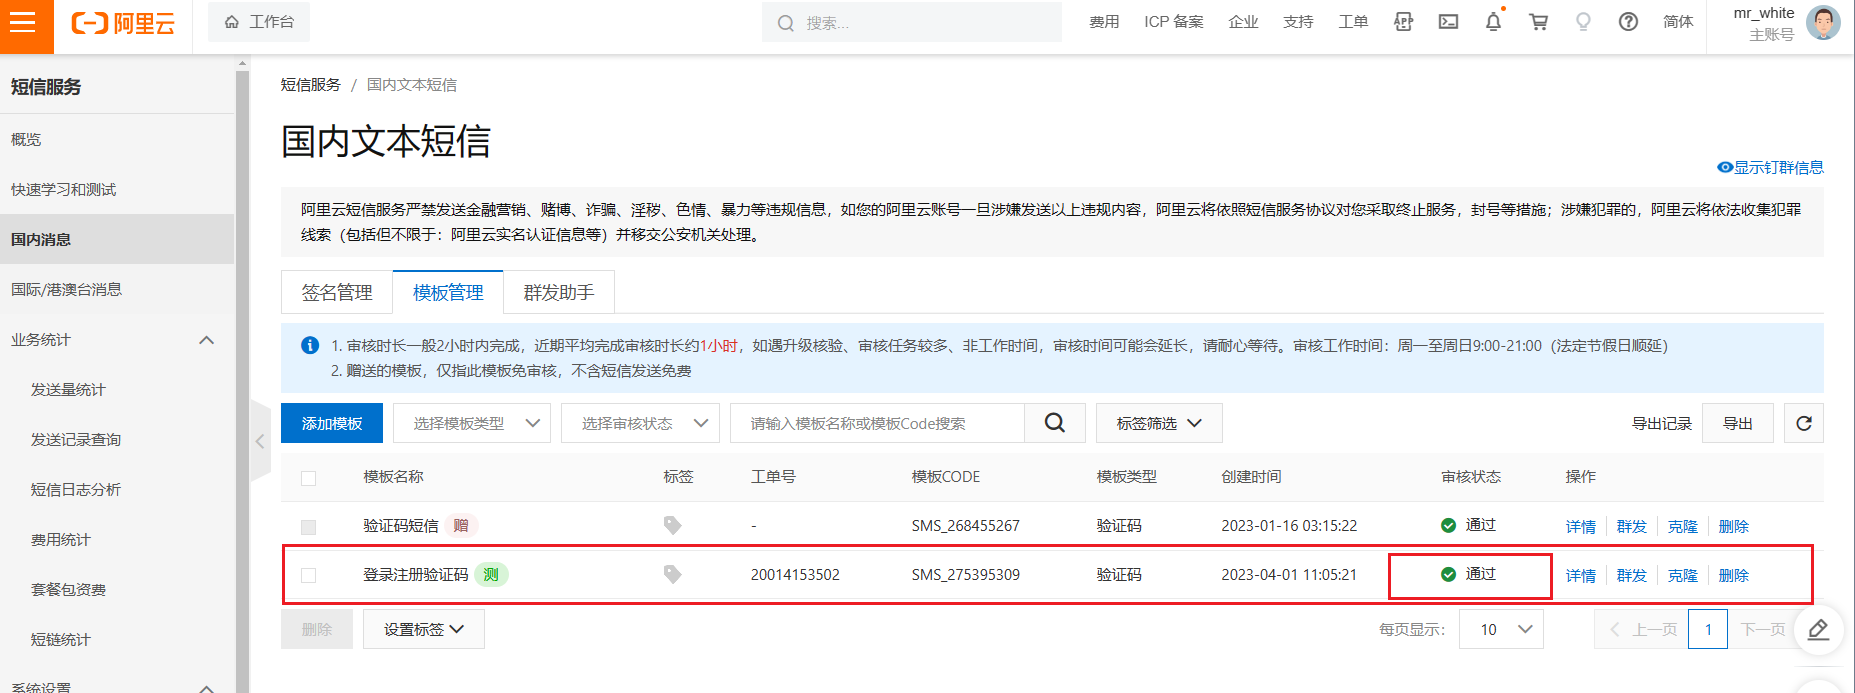 阿里云
工作台
搜索...
费用
ICP 备案
企业
支持
工单
APP
简体
mr_white
主账号
短信服务
概览
快速学习和测试
国内消息
国际/港澳台消息
业务统计
发送量统计
发送记录查询
短信日志分析
费用统计
套餐包资费
短链统计
系统设置
短信服务 / 国内文本短信
国内文本短信
显示钉群信息
阿里云短信服务严禁发送金融营销、赌博、诈骗、淫秽、色情、暴力等违规信息，如您的阿里云账号一旦涉嫌发送以上违规内容，阿里云将依照短信服务协议对您采取终止服务，封号等措施；涉嫌犯罪的，阿里云将依法收集犯罪
线索（包括但不限于：阿里云实名认证信息等）并移交公安机关处理。
签名管理
模板管理
群发助手
1. 审核时长一般2小时内完成，近期平均完成审核时长约1小时，如遇升级核验、审核任务较多、非工作时间，审核时间可能会延长，请耐心等待。审核工作时间：周一至周日9:00-21:00（法定节假日顺延）
2. 赠送的模板，仅指此模板免审核，不含短信发送免费
添加模板
选择模板类型
选择审核状态
请输入模板名称或模板Code搜索
标签筛选
导出记录
导出
模板名称 标签 工单号 模板CODE 模板类型 创建时间 审核状态 操作
验证码短信 赠 - SMS_268455267 验证码 2023-01-16 03:15:22 通过 详情 群发 克隆 删除
登录注册验证码 测 20014153502 SMS_275395309 验证码 2023-04-01 11:05:21 通过 详情 群发 克隆 删除
删除
设置标签
每页显示：
10
上一页
1
下一页